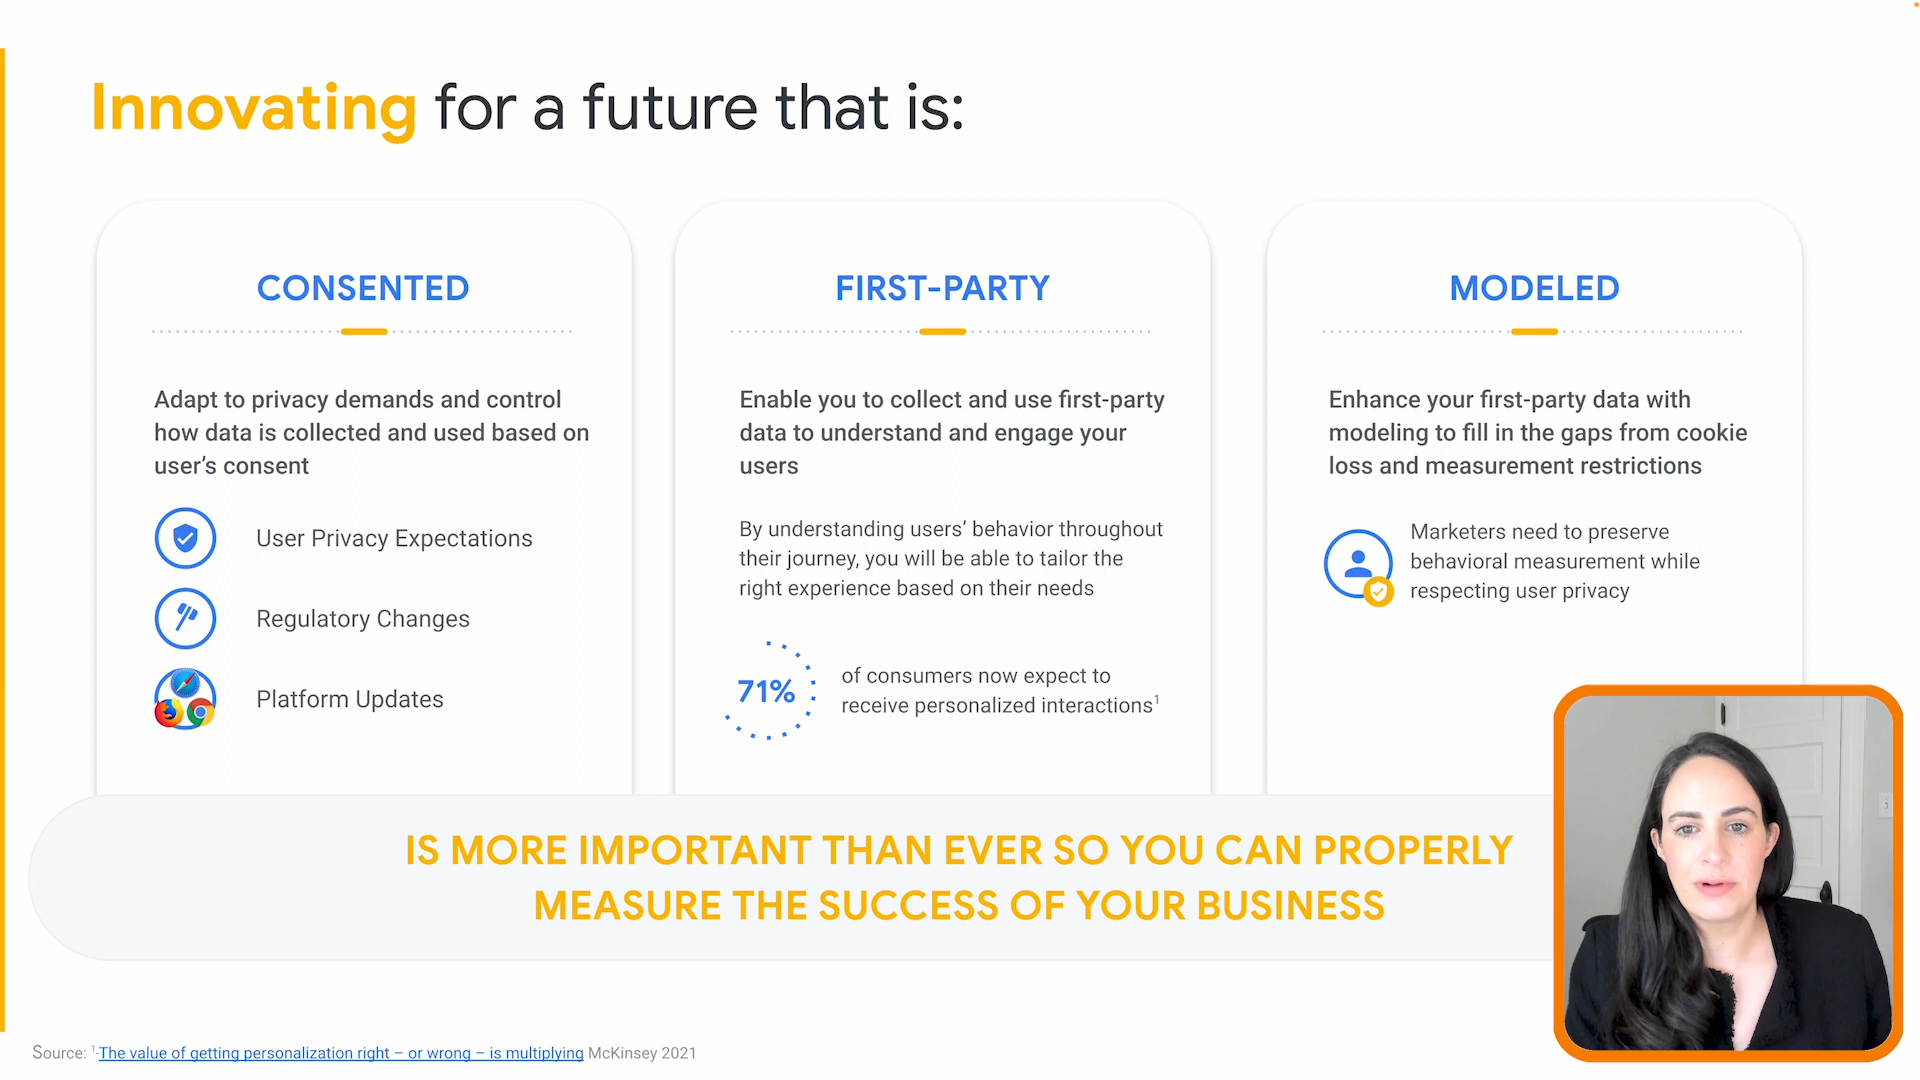 Innovating for a future that is:
CONSENTED
Adapt to privacy demands and control
how data is collected and used based on
user’s consent
User Privacy Expectations
Regulatory Changes
Platform Updates
FIRST-PARTY
Enable you to collect and use first-party
data to understand and engage your
users
By understanding users’ behavior throughout
their journey, you will be able to tailor the
right experience based on their needs
71%
of consumers now expect to
receive personalized interactions¹
MODELED
Enhance your first-party data with
modeling to fill in the gaps from cookie
loss and measurement restrictions
Marketers need to preserve
behavioral measurement while
respecting user privacy
IS MORE IMPORTANT THAN EVER SO YOU CAN PROPERLY
MEASURE THE SUCCESS OF YOUR BUSINESS
Source: ¹·The value of getting personalization right – or wrong – is multiplying McKinsey 2021